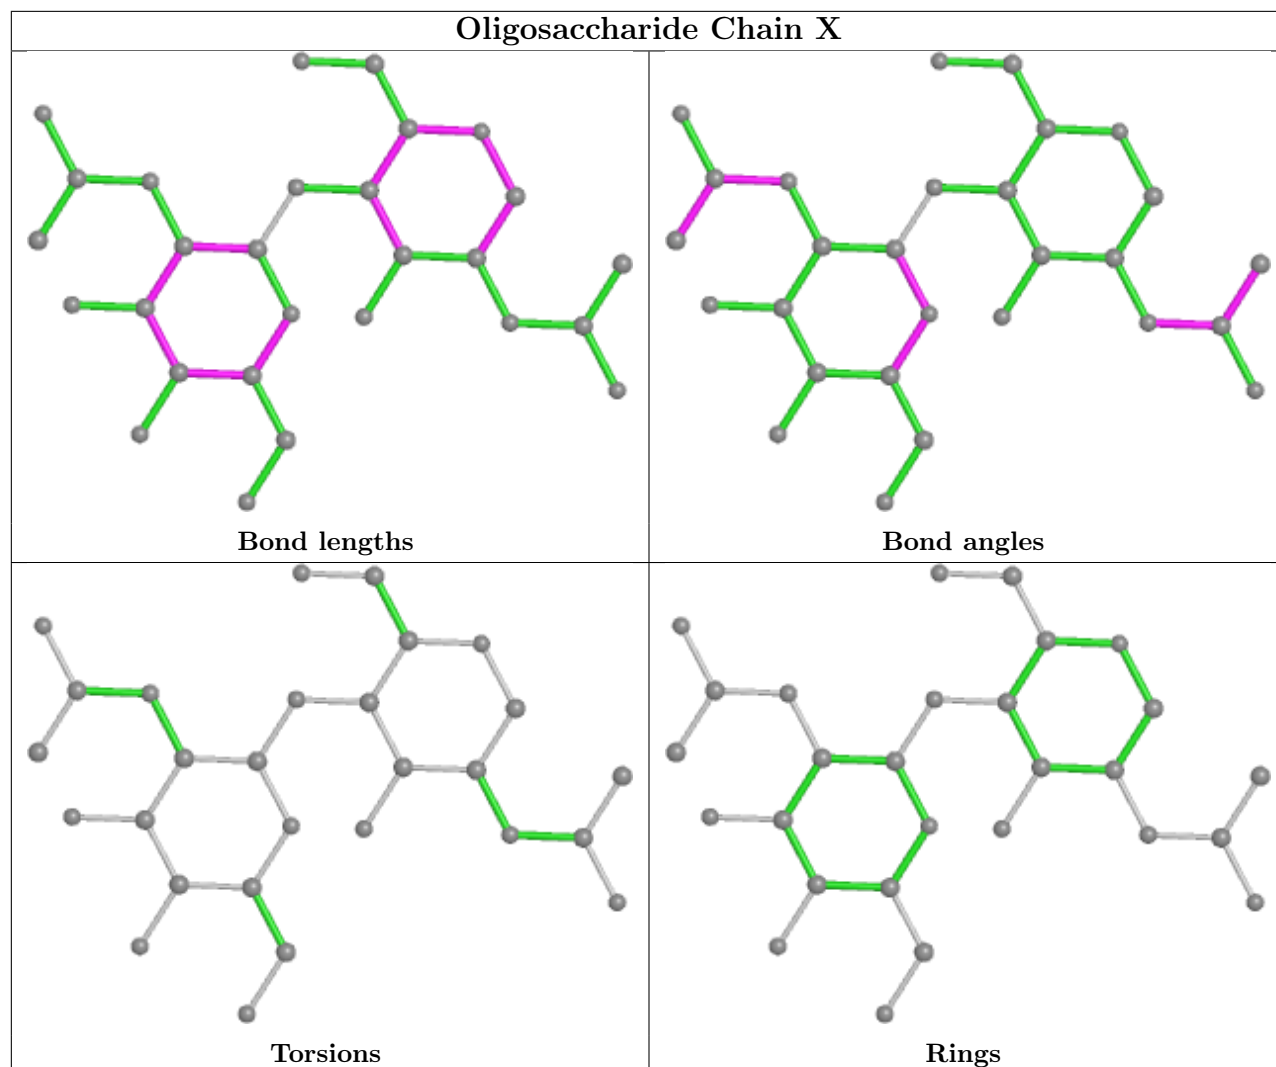 Oligosaccharide Chain X
Bond lengths
Bond angles
Torsions
Rings